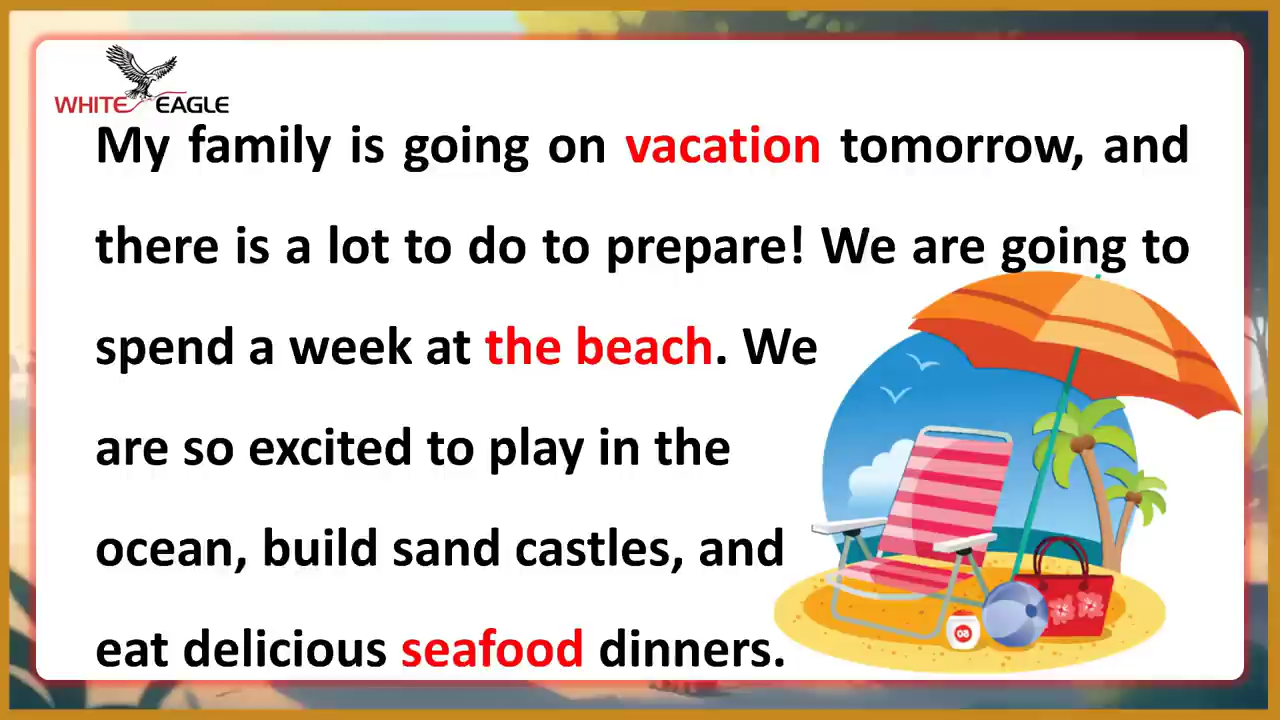 WHITE EAGLE
My family is going on vacation tomorrow, and
there is a lot to do to prepare! We are going to
spend a week at the beach. We
are so excited to play in the
ocean, build sand castles, and
eat delicious seafood dinners.